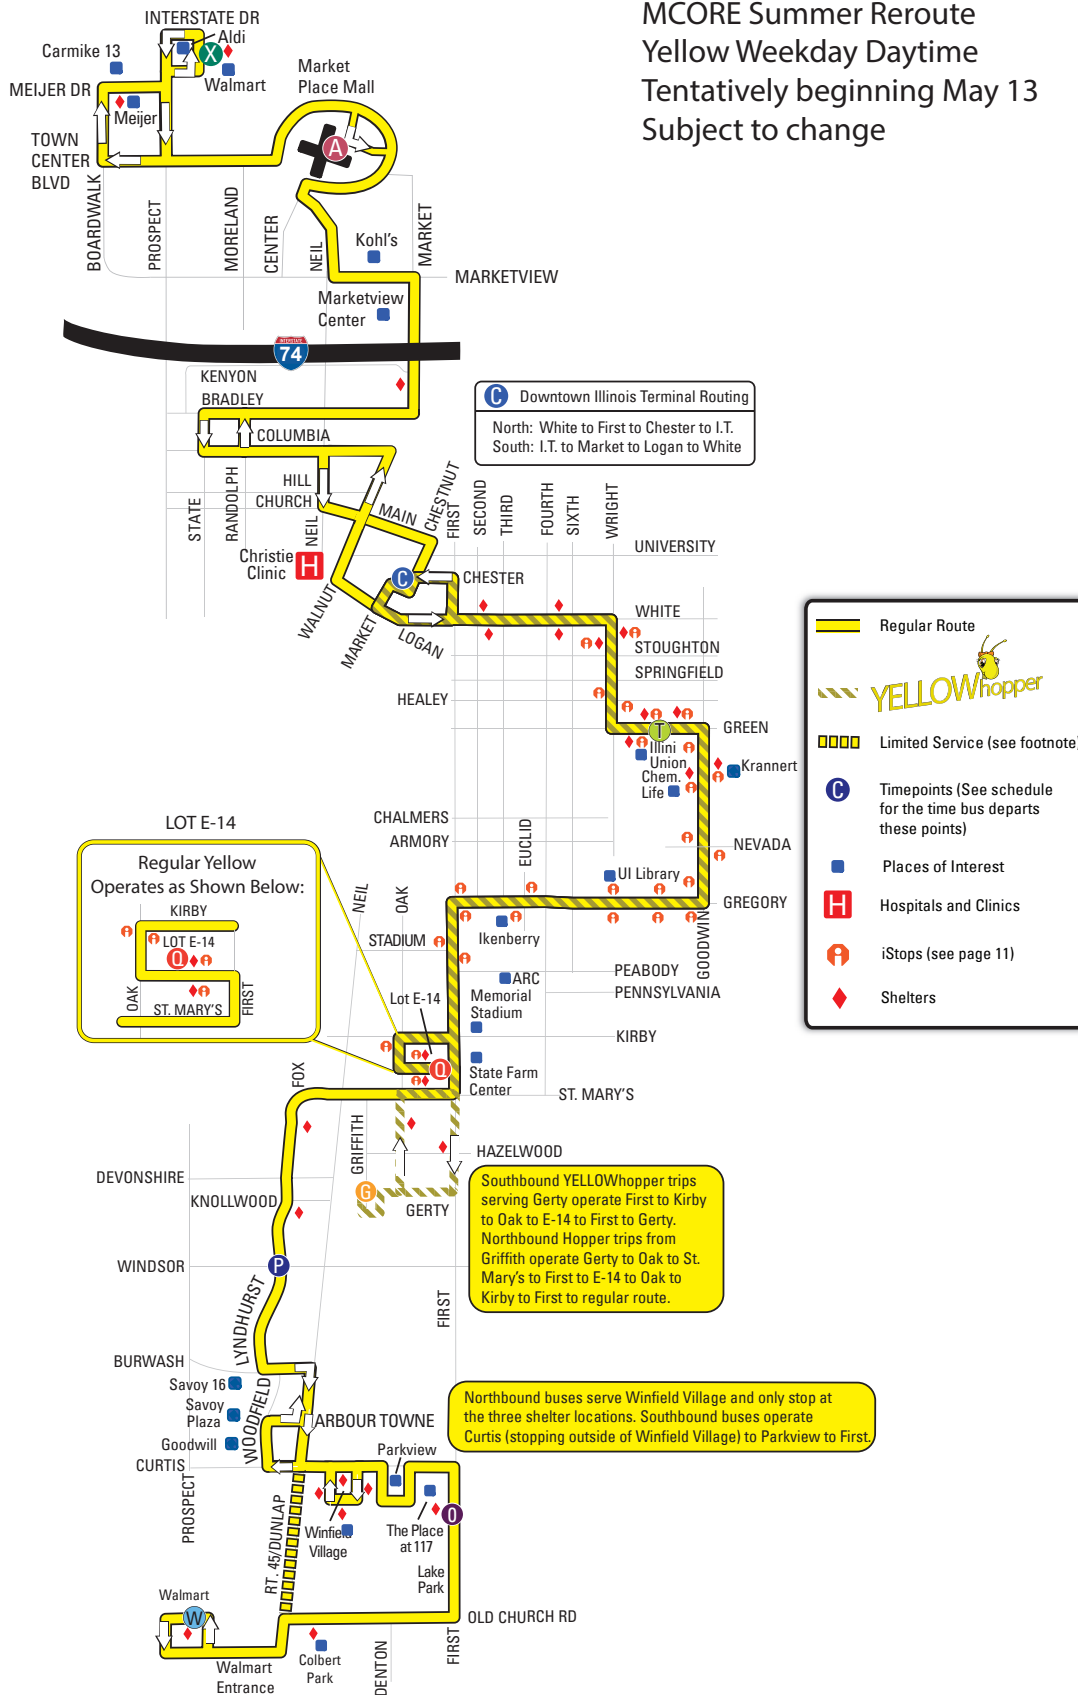 MCORE Summer Reroute
Yellow Weekday Daytime
Tentatively beginning May 13
Subject to change
INTERSTATE DR
Aldi
Carmike 13
X
Walmart
MEIJER DR
Meijer
Market
Place Mall
A
TOWN
CENTER
BLVD
BOARDWALK
PROSPECT
MORELAND
CENTER
NEIL
MARKET
Kohl's
MARKETVIEW
Marketview
Center
INTERSTATE
74
KENYON
BRADLEY
COLUMBIA
C Downtown Illinois Terminal Routing
North: White to First to Chester to I.T.
South: I.T. to Market to Logan to White
HILL
CHURCH
STATE
RANDOLPH
NEIL
MAIN
CHESTNUT
FIRST
SECOND
THIRD
FOURTH
SIXTH
WRIGHT
UNIVERSITY
Christie
Clinic
H
C
CHESTER
WALNUT
MARKET
LOGAN
WHITE
STOUGHTON
SPRINGFIELD
HEALEY
GREEN
T
Illini
Union
Chem.
Life
Krannert
CHALMERS
ARMORY
EUCLID
NEVADA
UI Library
GREGORY
GOODWIN
Regular Route
YELLOWhopper
Limited Service (see footnote)
C
Timepoints (See schedule
for the time bus departs
these points)
Places of Interest
H
Hospitals and Clinics
iStops (see page 11)
Shelters
LOT E-14
Regular Yellow
Operates as Shown Below:
KIRBY
LOT E-14
Q
OAK
ST. MARY'S
FIRST
NEIL
OAK
STADIUM
Ikenberry
ARC
PEABODY
PENNSYLVANIA
Memorial
Stadium
Lot E-14
KIRBY
Q
State Farm
Center
ST. MARY'S
FOX
GRIFFITH
HAZELWOOD
DEVONSHIRE
KNOLLWOOD
G
GERTY
Southbound YELLOWhopper trips
serving Gerty operate First to Kirby
to Oak to E-14 to First to Gerty.
Northbound Hopper trips from
Griffith operate Gerty to Oak to St.
Mary's to First to E-14 to Oak to
Kirby to First to regular route.
WINDSOR
P
LYNDHURST
FIRST
BURWASH
Savoy 16
Savoy
Plaza
Goodwill
WOODFIELD
ARBOUR TOWNE
Northbound buses serve Winfield Village and only stop at
the three shelter locations. Southbound buses operate
Curtis (stopping outside of Winfield Village) to Parkview to First.
CURTIS
PROSPECT
Parkview
RT. 45/DUNLAP
Winfield
Village
The Place
at 117
O
Lake
Park
Walmart
W
OLD CHURCH RD
Walmart
Entrance
Colbert
Park
DENTON
FIRST